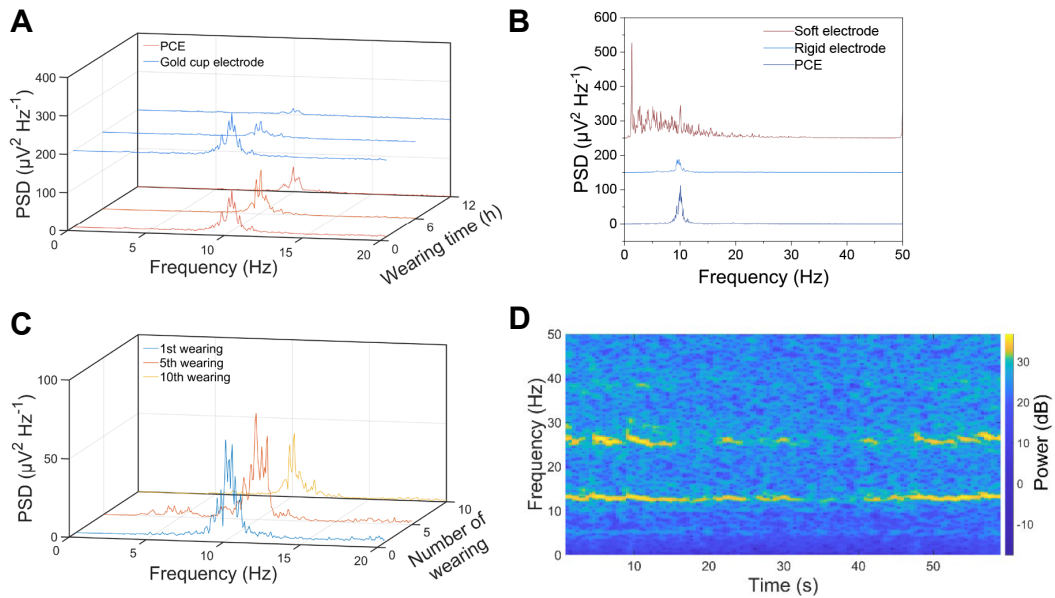 A
PCE
Gold cup electrode
400
300
200
100
0
PSD (µV² Hz⁻¹)
0
5
10
15
20
Frequency (Hz)
0
6
12
Wearing time (h)
B
Soft electrode
Rigid electrode
PCE
600
500
400
300
200
100
0
PSD (µV² Hz⁻¹)
0
10
20
30
40
50
Frequency (Hz)
C
1st wearing
5th wearing
10th wearing
100
50
0
PSD (µV² Hz⁻¹)
0
5
10
15
20
Frequency (Hz)
0
5
10
Number of
wearing
D
50
40
30
20
10
0
Frequency (Hz)
10
20
30
40
50
Time (s)
30
20
10
0
-10
Power (dB)